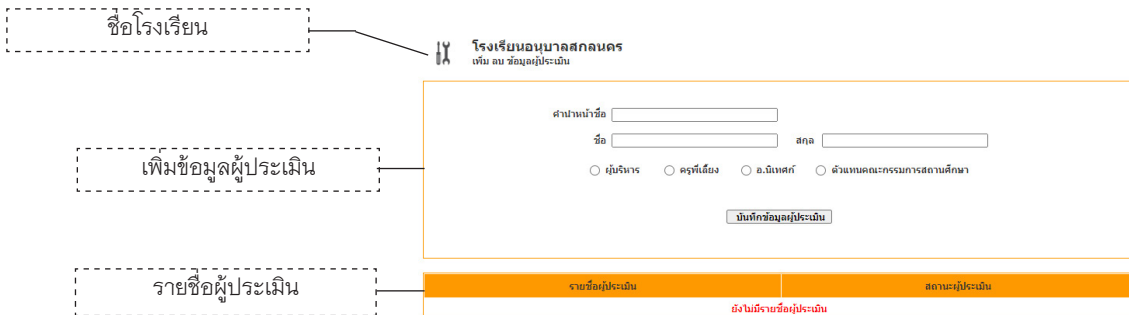 ชื่อโรงเรียน
โรงเรียนอนุบาลสกลนคร
เพิ่ม ลบ ข้อมูลผู้ประเมิน
คำนำหน้าชื่อ
ชื่อ สกุล
เพิ่มข้อมูลผู้ประเมิน
ผู้บริหาร ครูพี่เลี้ยง อ.นิเทศก์ ตัวแทนคณะกรรมการสถานศึกษา
บันทึกข้อมูลผู้ประเมิน
รายชื่อผู้ประเมิน
รายชื่อผู้ประเมิน สถานะผู้ประเมิน
ยังไม่มีรายชื่อผู้ประเมิน